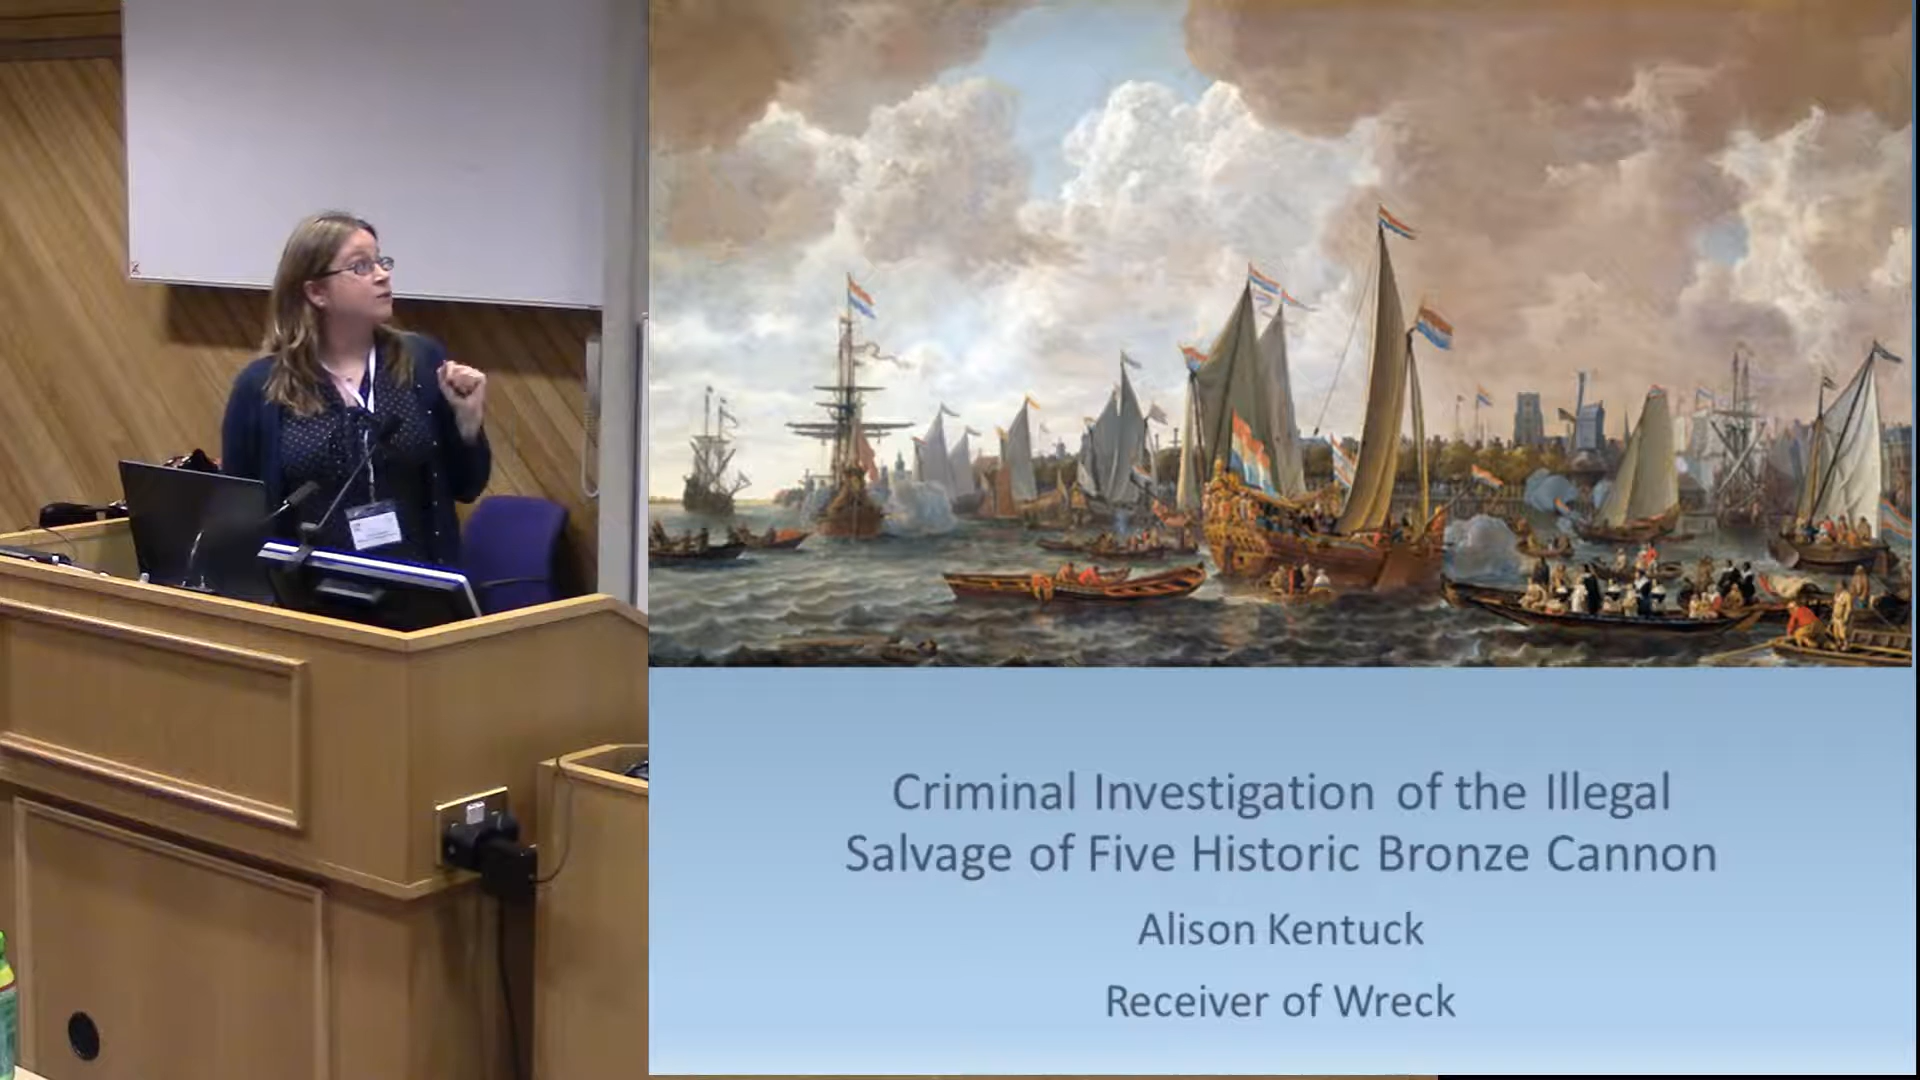 Criminal Investigation of the Illegal
Salvage of Five Historic Bronze Cannon
Alison Kentuck
Receiver of Wreck